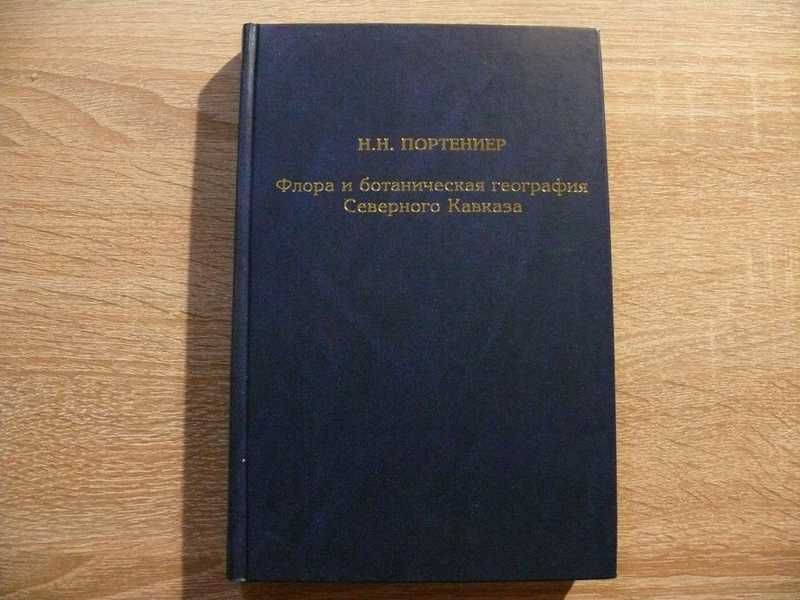 Н.Н. ПОРТЕНИЕР
Флора и ботаническая география
Северного Кавказа